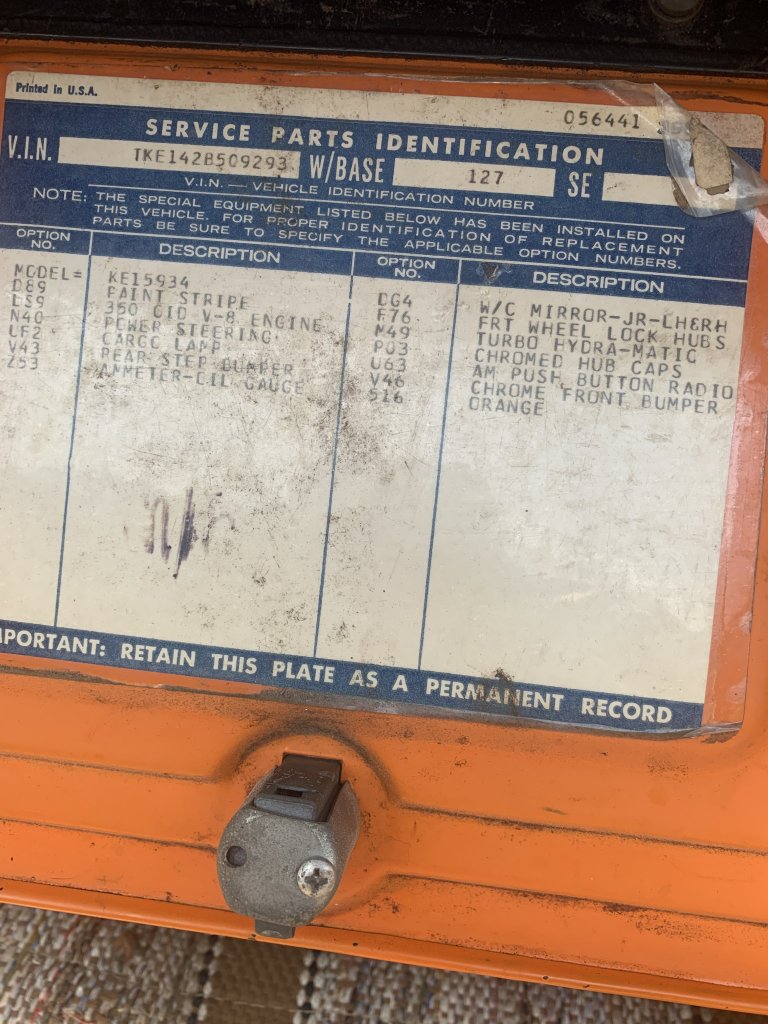 Printed in U.S.A.
056441
SERVICE PARTS IDENTIFICATION
V.I.N. TKE142B509293 W/BASE 127 SE
V.I.N. — VEHICLE IDENTIFICATION NUMBER
NOTE: THE SPECIAL EQUIPMENT LISTED BELOW HAS BEEN INSTALLED ON
THIS VEHICLE. FOR PROPER IDENTIFICATION OF REPLACEMENT
PARTS BE SURE TO SPECIFY THE APPLICABLE OPTION NUMBERS.
OPTION NO. DESCRIPTION
MODEL= KE15934
D89 PAINT STRIPE
LS9 350 CID V-8 ENGINE
N40 POWER STEERING
UF2 CARGO LAMP
V43 REAR STEP BUMPER
Z53 AMMETER-OIL GAUGE
OPTION NO. DESCRIPTION
DG4 W/C MIRROR-JR-LH&RH
F76 FRT WHEEL LOCK HUBS
M49 TURBO HYDRA-MATIC
P03 CHROMED HUB CAPS
U63 AM PUSH BUTTON RADIO
V46 CHROME FRONT BUMPER
516 ORANGE
MPORTANT: RETAIN THIS PLATE AS A PERMANENT RECORD